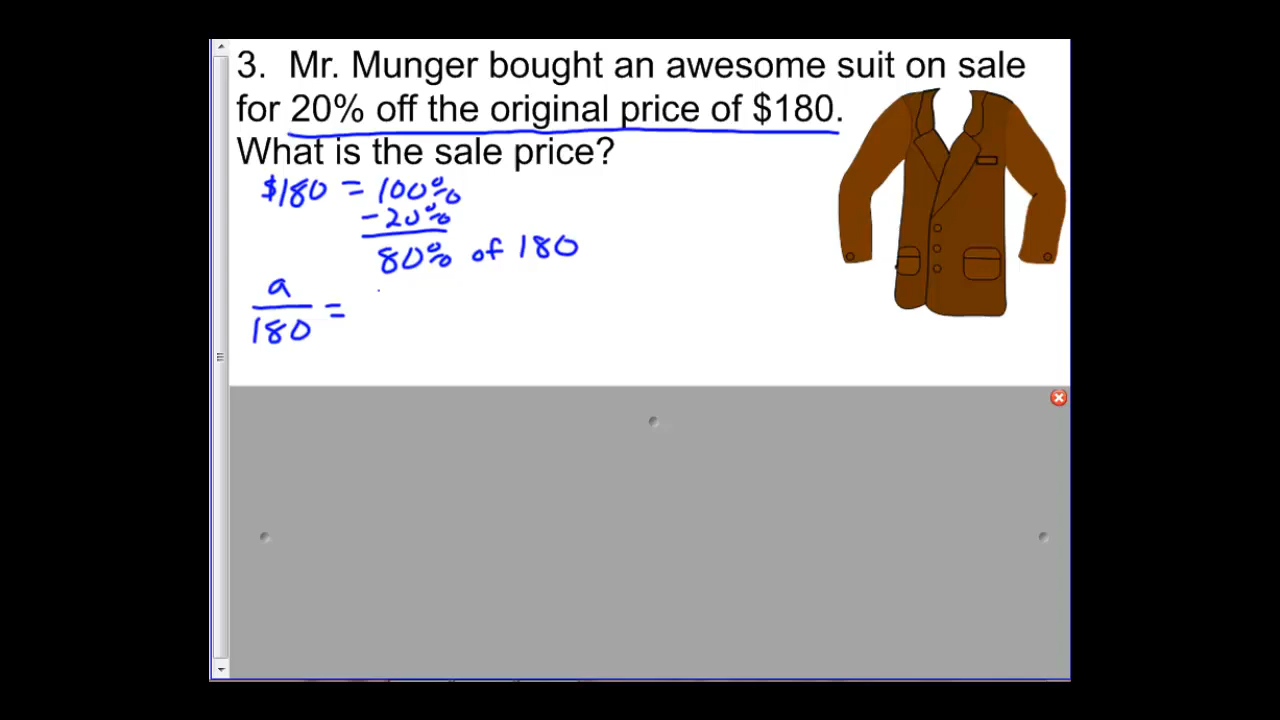 3. Mr. Munger bought an awesome suit on sale
for 20% off the original price of $180.
What is the sale price?
$180 = 100%
-20%
80% of 180
a
180 =